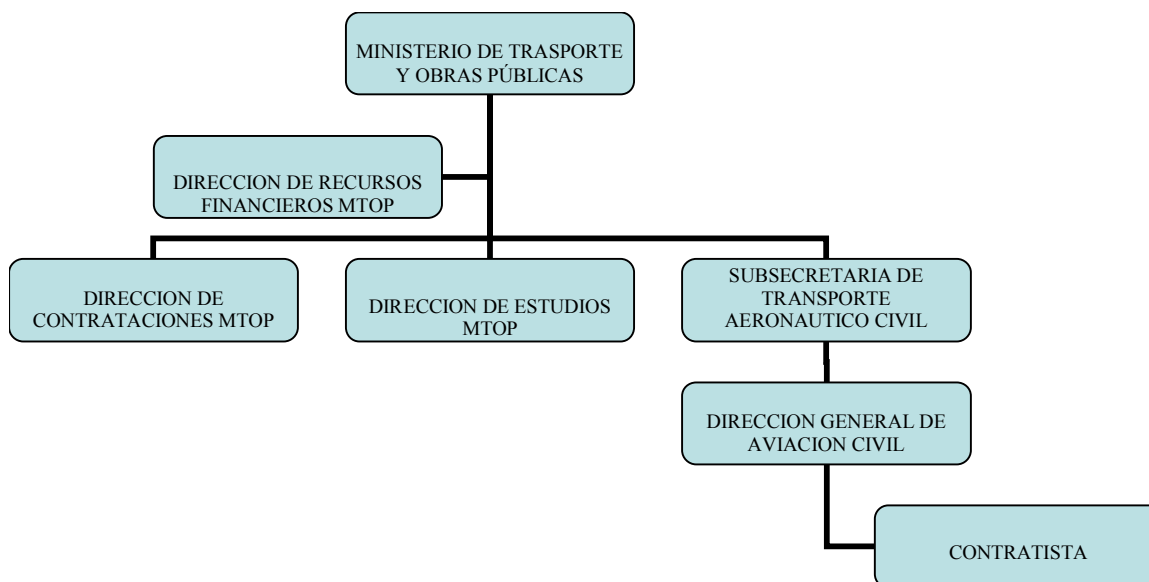 MINISTERIO DE TRASPORTE
Y OBRAS PÚBLICAS
DIRECCION DE RECURSOS
FINANCIEROS MTOP
DIRECCION DE
CONTRATACIONES MTOP
DIRECCION DE ESTUDIOS
MTOP
SUBSECRETARIA DE
TRANSPORTE
AERONAUTICO CIVIL
DIRECCION GENERAL DE
AVIACION CIVIL
CONTRATISTA